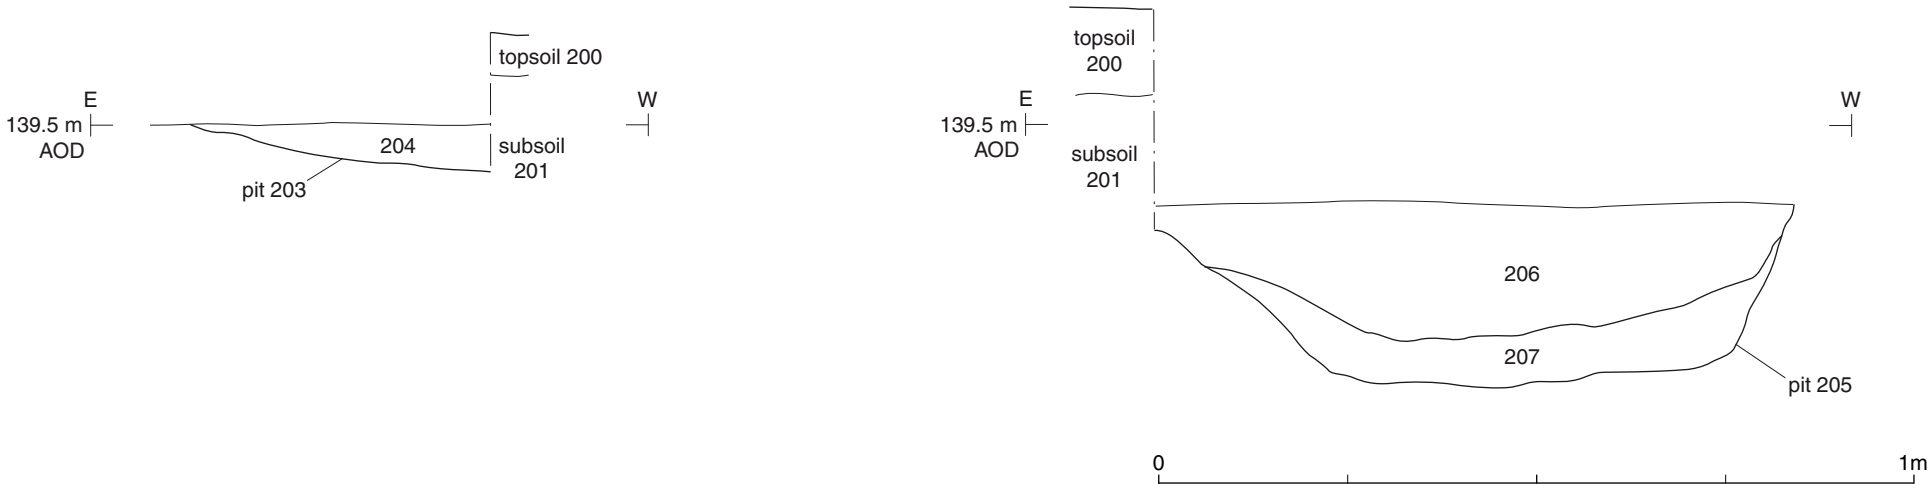 topsoil 200
E
W
139.5 m
AOD
204
subsoil
201
pit 203
topsoil
200
E
W
139.5 m
AOD
subsoil
201
206
207
pit 205
0
1m